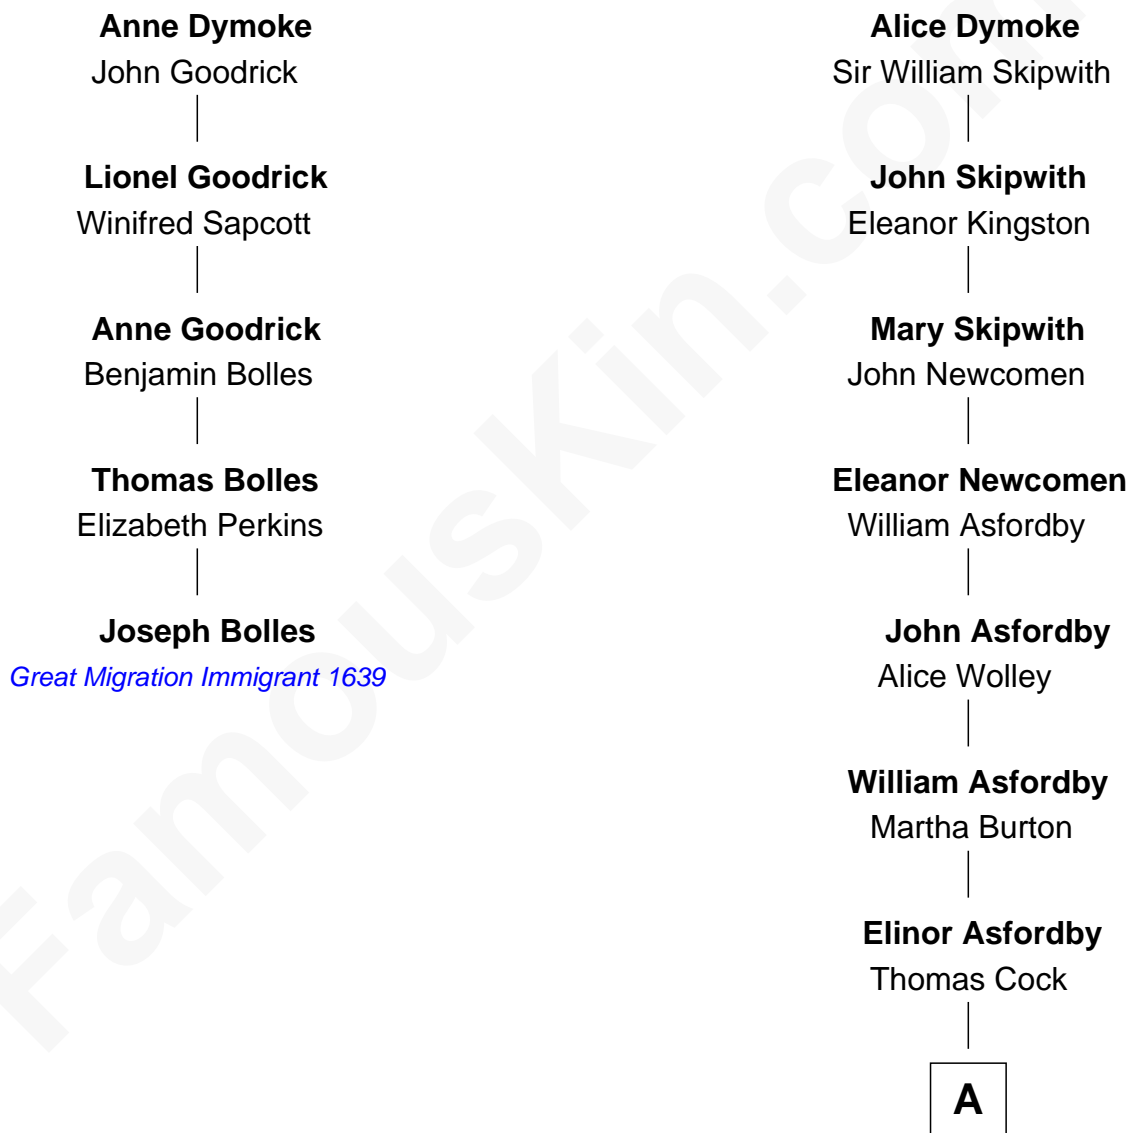 Anne Dymoke
John Goodrick
Lionel Goodrick
Winifred Sapcott
Anne Goodrick
Benjamin Bolles
Thomas Bolles
Elizabeth Perkins
Joseph Bolles
Great Migration Immigrant 1639
Alice Dymoke
Sir William Skipwith
John Skipwith
Eleanor Kingston
Mary Skipwith
John Newcomen
Eleanor Newcomen
William Asfordby
John Asfordby
Alice Wolley
William Asfordby
Martha Burton
Elinor Asfordby
Thomas Cock
A
FamousKin.com